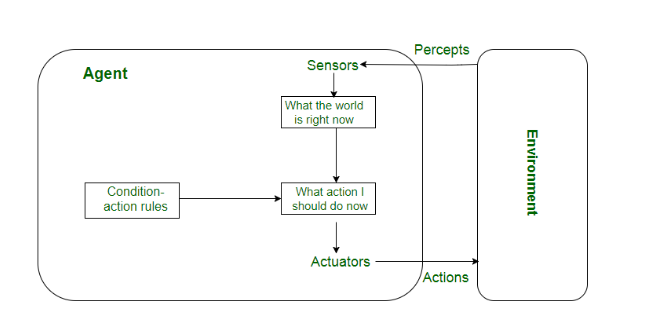 Percepts
Sensors
Agent
What the world
is right now
Condition-
action rules
What action I
should do now
Environment
Actuators
Actions